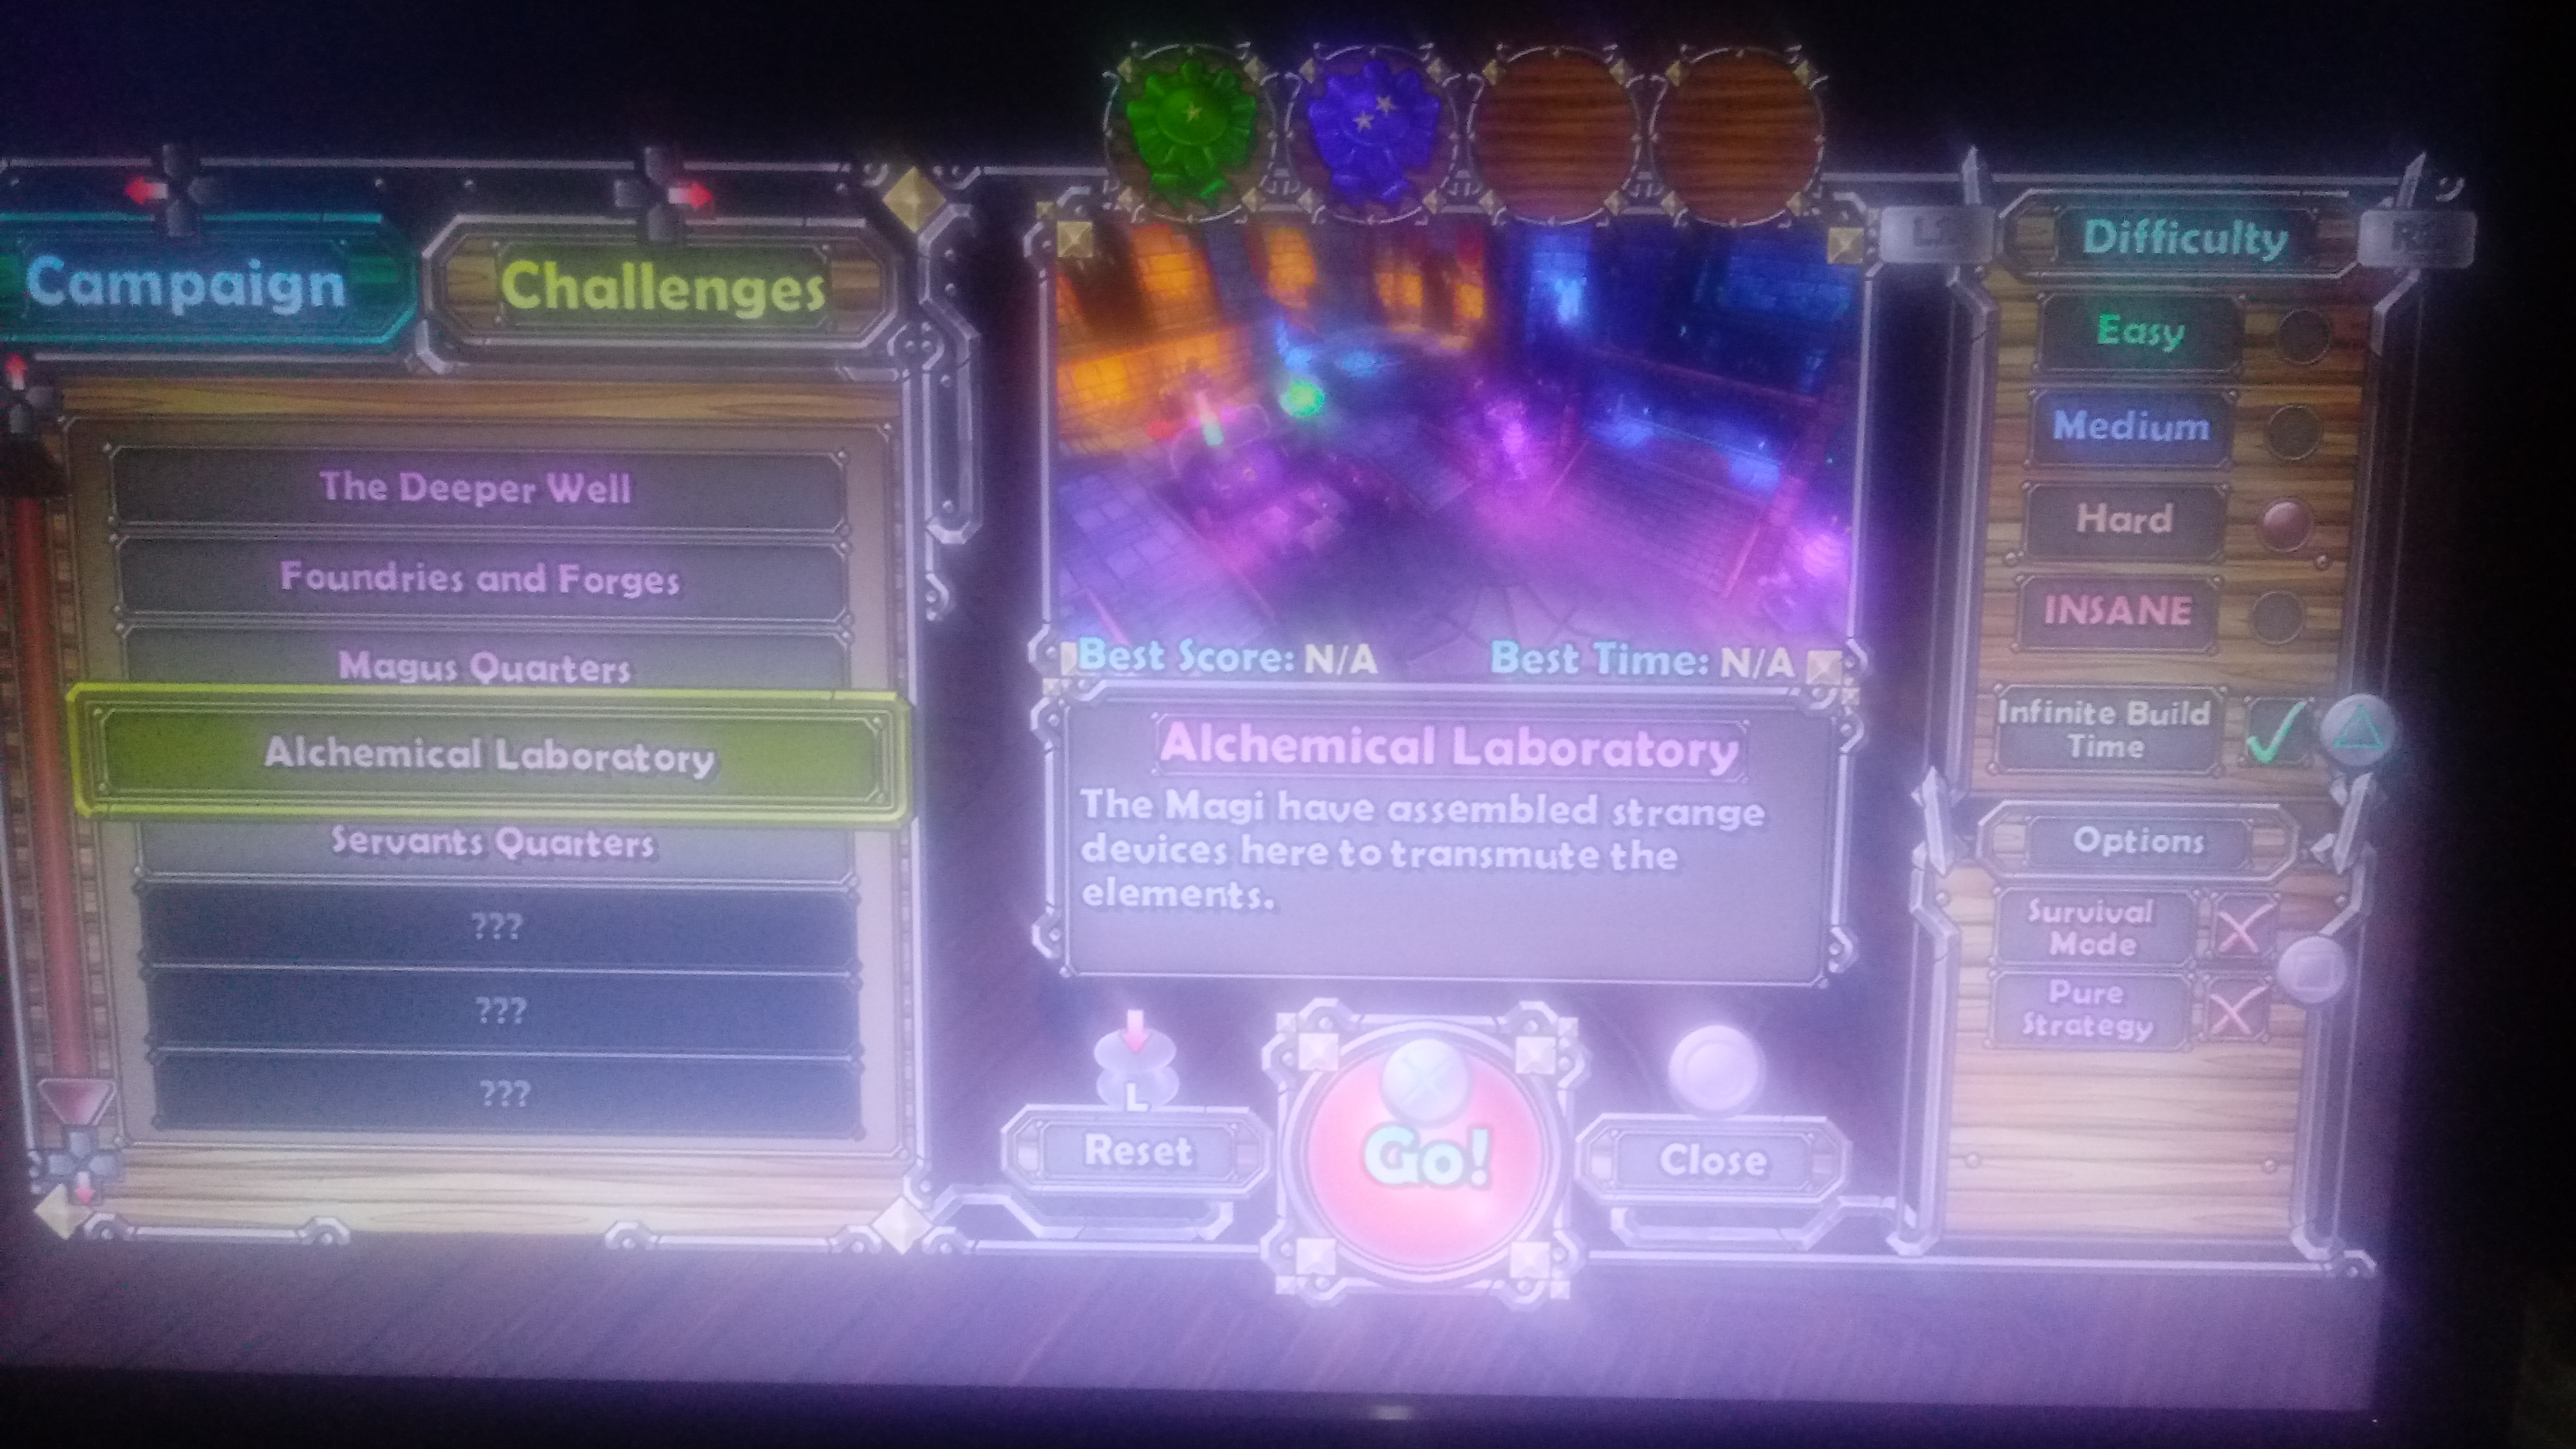 Campaign
Challenges
The Deeper Well
Foundries and Forges
Magus Quarters
Alchemical Laboratory
Servants Quarters
???
???
???
Best Score: N/A
Best Time: N/A
Alchemical Laboratory
The Magi have assembled strange
devices here to transmute the
elements.
L
Reset
Go!
Close
Difficulty
Easy
Medium
Hard
INSANE
Infinite Build
Time
Options
Survival
Mode
Pure
Strategy